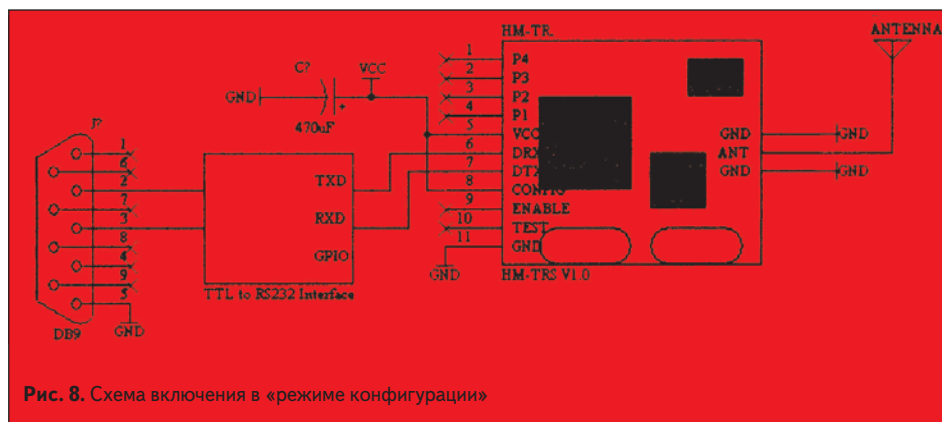 HM-TR
ANTENNA
C?
VCC
GND
470uF
+
1 P4
2 P3
3 P2
4 P1
5 VCC
6 DRX
7 DTX
8 CONFIG
9 ENABLE
10 TEST
11 GND
GND
GND GND
ANT
GND GND
HM-TRS V1.0
J?
1
6
2
7
3
8
4
9
5
DB9
GND
TXD
RXD
GPIO
TTL to RS232 Interface
Рис. 8. Схема включения в «режиме конфигурации»